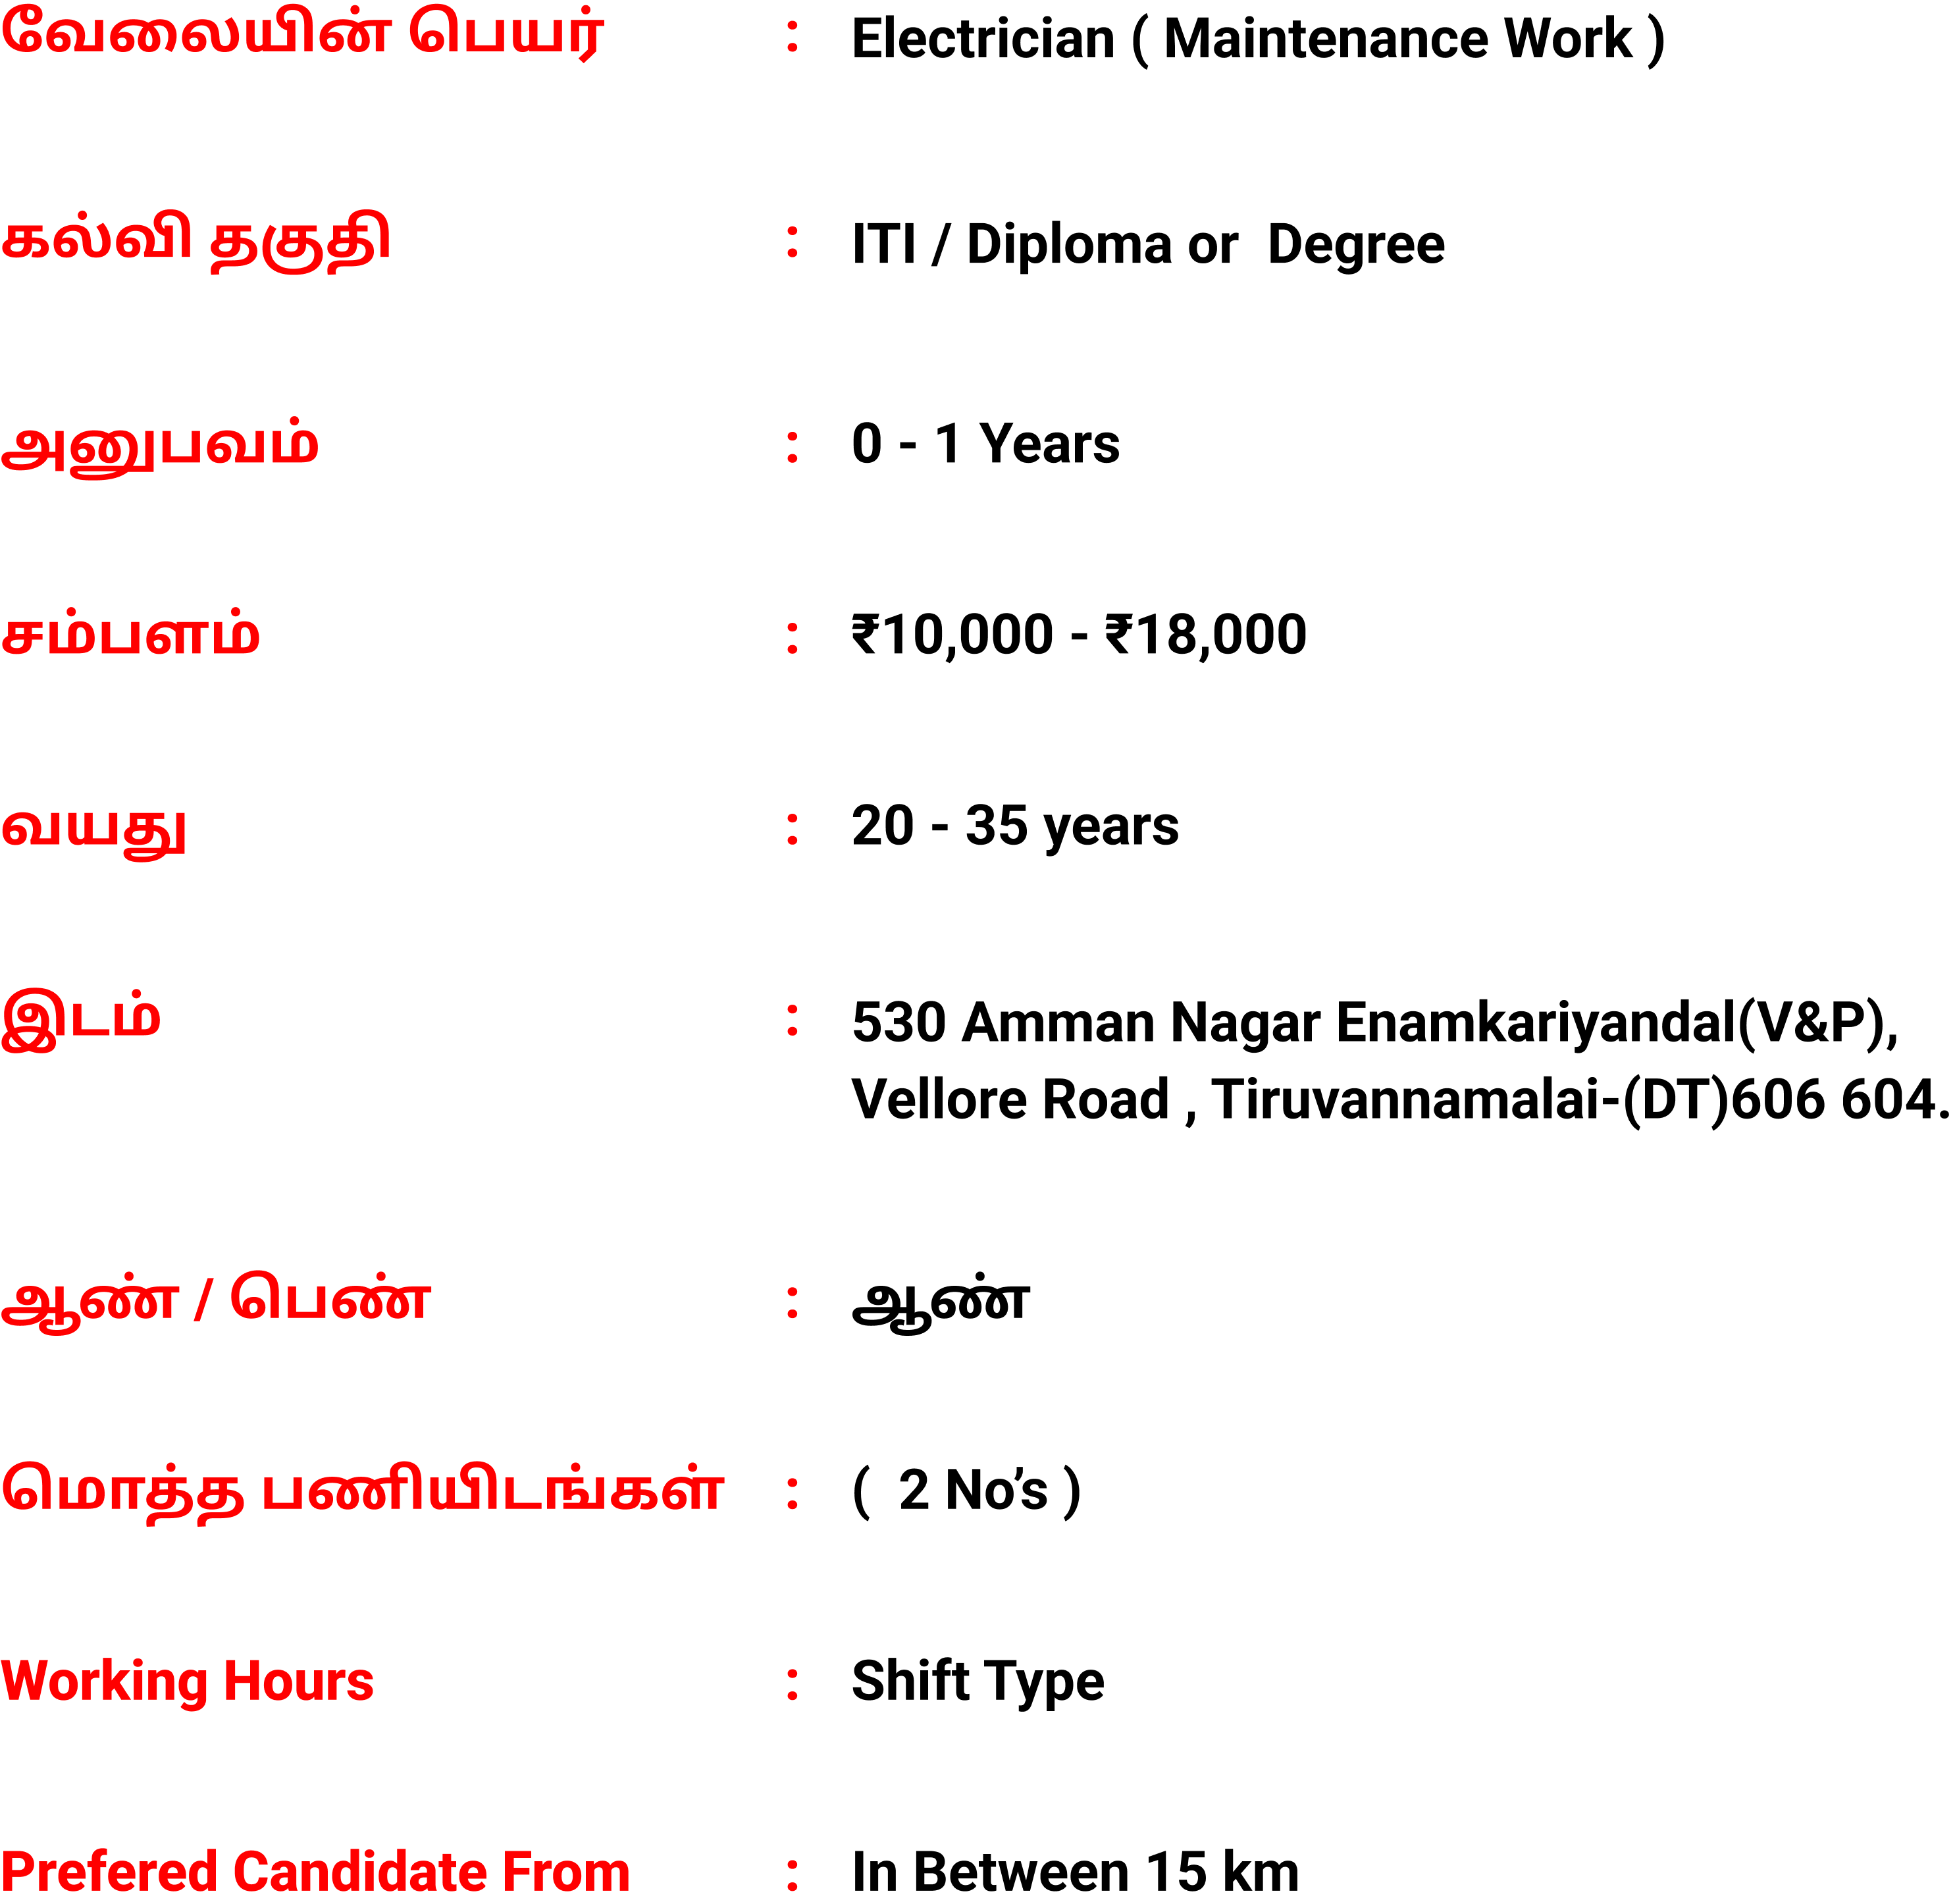 வேலையின் பெயர் : Electrician ( Maintenance Work )
கல்வி தகுதி : ITI / Diploma or Degree
அனுபவம் : 0 - 1 Years
சம்பளம் : ₹10,000 - ₹18,000
வயது : 20 - 35 years
இடம் : 530 Amman Nagar Enamkariyandal(V&P),
Vellore Road , Tiruvannamalai-(DT)606 604.
ஆண் / பெண் : ஆண்
மொத்த பணியிடங்கள் : ( 2 No's )
Working Hours : Shift Type
Prefered Candidate From : In Between 15 km